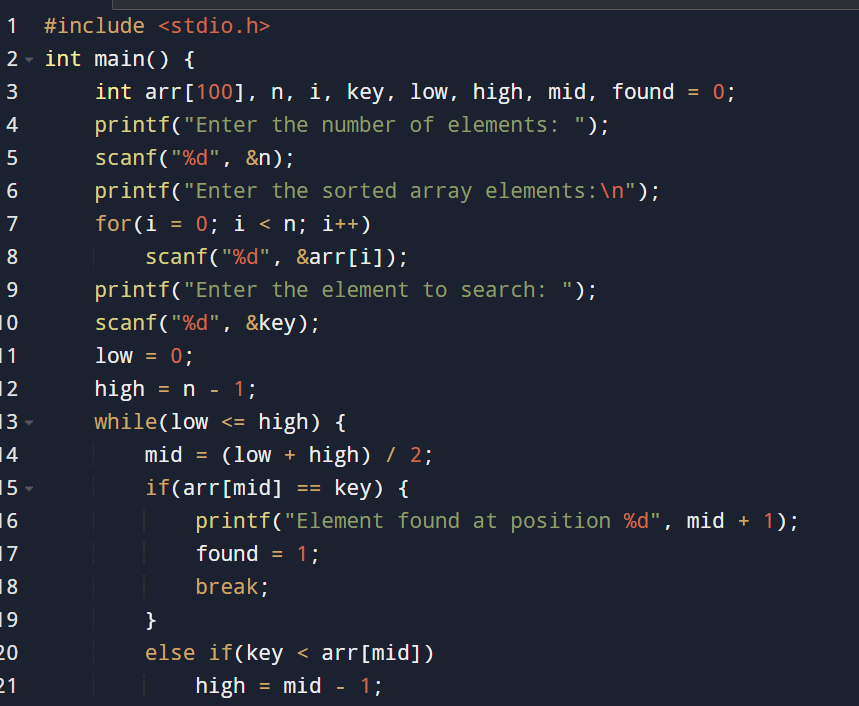 1 #include <stdio.h>
2 int main() {
3     int arr[100], n, i, key, low, high, mid, found = 0;
4     printf("Enter the number of elements: ");
5     scanf("%d", &n);
6     printf("Enter the sorted array elements:\n");
7     for(i = 0; i < n; i++)
8         scanf("%d", &arr[i]);
9     printf("Enter the element to search: ");
10     scanf("%d", &key);
11     low = 0;
12     high = n - 1;
13     while(low <= high) {
14         mid = (low + high) / 2;
15         if(arr[mid] == key) {
16             printf("Element found at position %d", mid + 1);
17             found = 1;
18             break;
19         }
20         else if(key < arr[mid])
21             high = mid - 1;